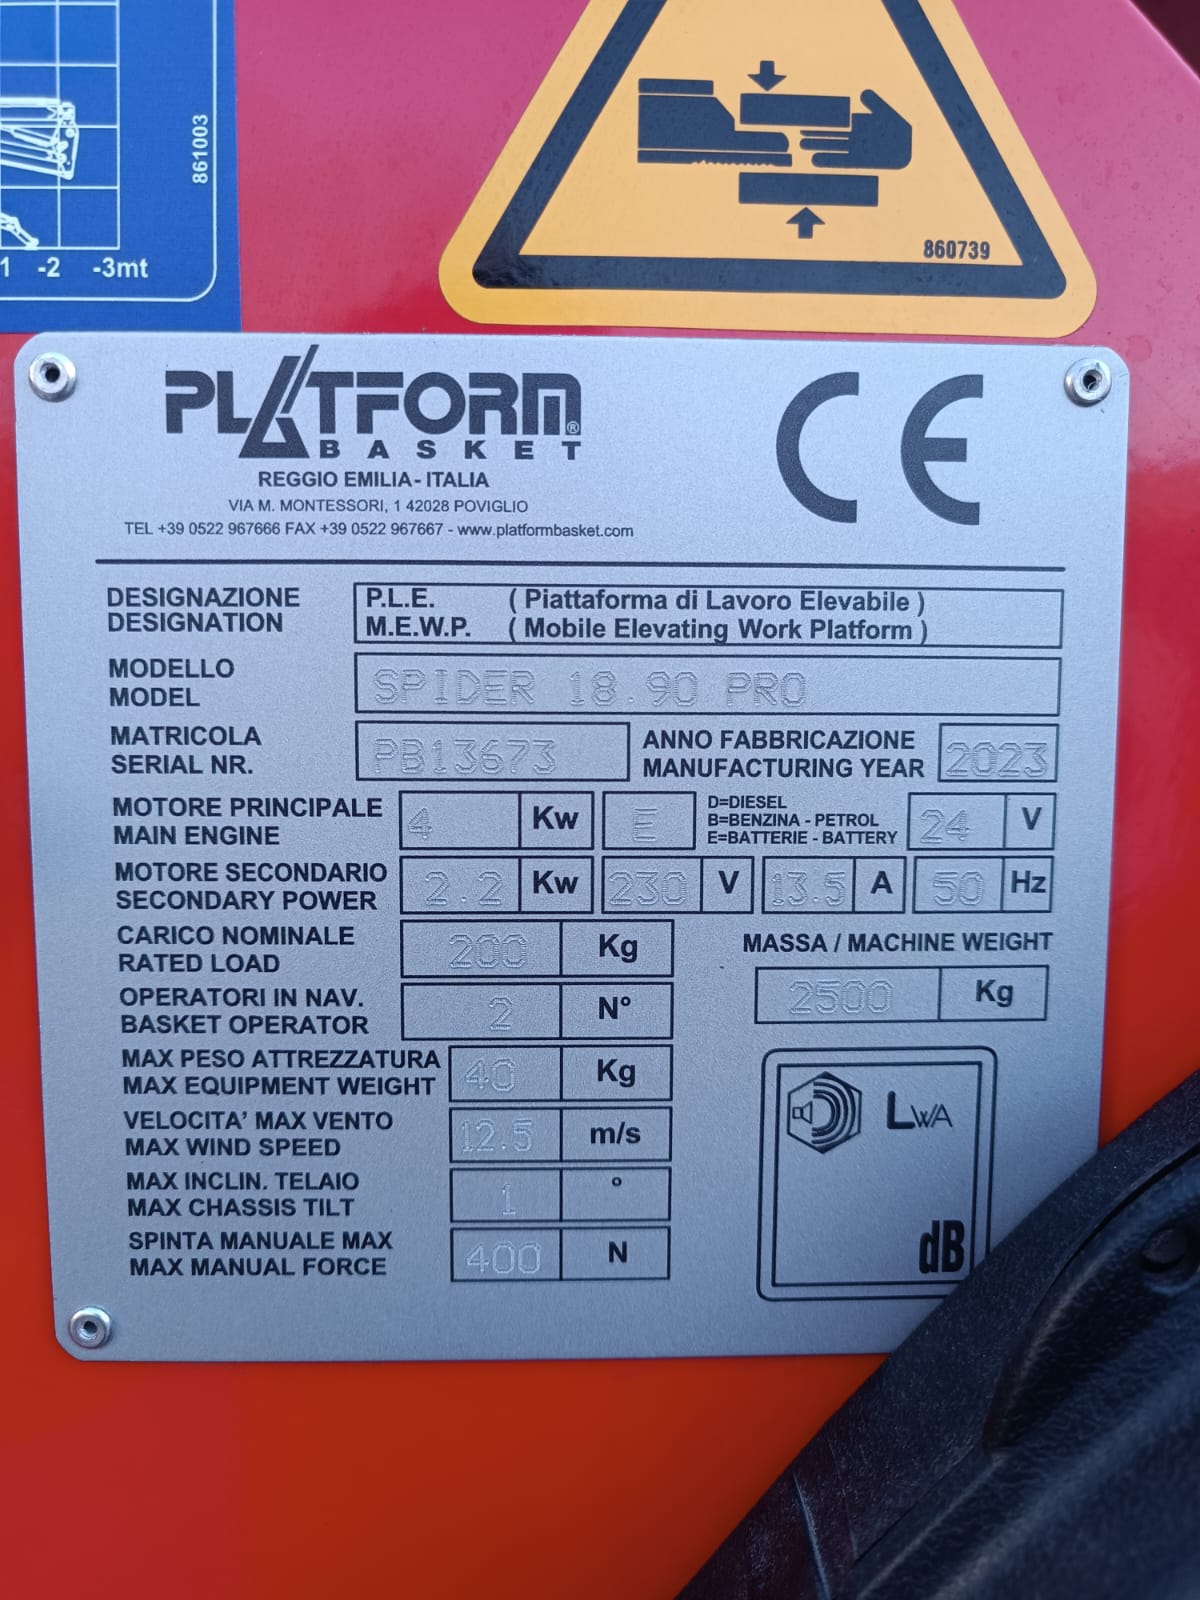 861003
1 -2 -3mt
860739
PLATFORM®
BASKET
CE
REGGIO EMILIA - ITALIA
VIA M. MONTESSORI, 1 42028 POVIGLIO
TEL +39 0522 967666 FAX +39 0522 967667 - www.platformbasket.com
DESIGNAZIONE P.L.E. ( Piattaforma di Lavoro Elevabile )
DESIGNATION M.E.W.P. ( Mobile Elevating Work Platform )
MODELLO
MODEL SPIDER 18.90 PRO
MATRICOLA
SERIAL NR. PB13673
ANNO FABBRICAZIONE
MANUFACTURING YEAR 2023
MOTORE PRINCIPALE
MAIN ENGINE 4 Kw E
D=DIESEL
B=BENZINA - PETROL
E=BATTERIE - BATTERY
24 V
MOTORE SECONDARIO
SECONDARY POWER 2.2 Kw 230 V 13.5 A 50 Hz
CARICO NOMINALE
RATED LOAD 200 Kg
MASSA / MACHINE WEIGHT
2500 Kg
OPERATORI IN NAV.
BASKET OPERATOR 2 N°
MAX PESO ATTREZZATURA
MAX EQUIPMENT WEIGHT 40 Kg
VELOCITA' MAX VENTO
MAX WIND SPEED 12.5 m/s
MAX INCLIN. TELAIO
MAX CHASSIS TILT 1 °
SPINTA MANUALE MAX
MAX MANUAL FORCE 400 N
LWA
dB